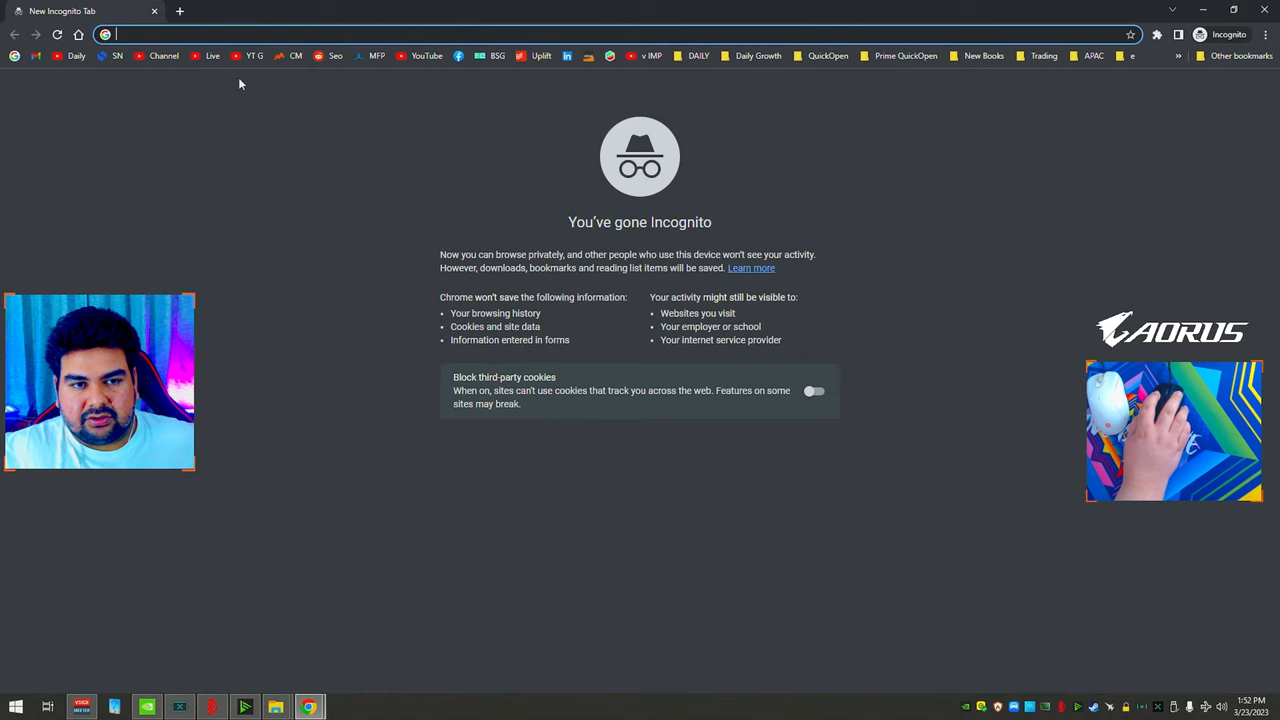 New Incognito Tab
Incognito
Daily
SN
Channel
Live
YT G
CM
Seo
MFP
YouTube
BSG
Uplift
v IMP
DAILY
Daily Growth
QuickOpen
Prime QuickOpen
New Books
Trading
APAC
e
Other bookmarks
You've gone Incognito
Now you can browse privately, and other people who use this device won't see your activity.
However, downloads, bookmarks and reading list items will be saved. Learn more
Chrome won't save the following information:
• Your browsing history
• Cookies and site data
• Information entered in forms
Your activity might still be visible to:
• Websites you visit
• Your employer or school
• Your internet service provider
Block third-party cookies
When on, sites can't use cookies that track you across the web. Features on some
sites may break.
AORUS
VOICE
MEETER
1:52 PM
3/23/2023